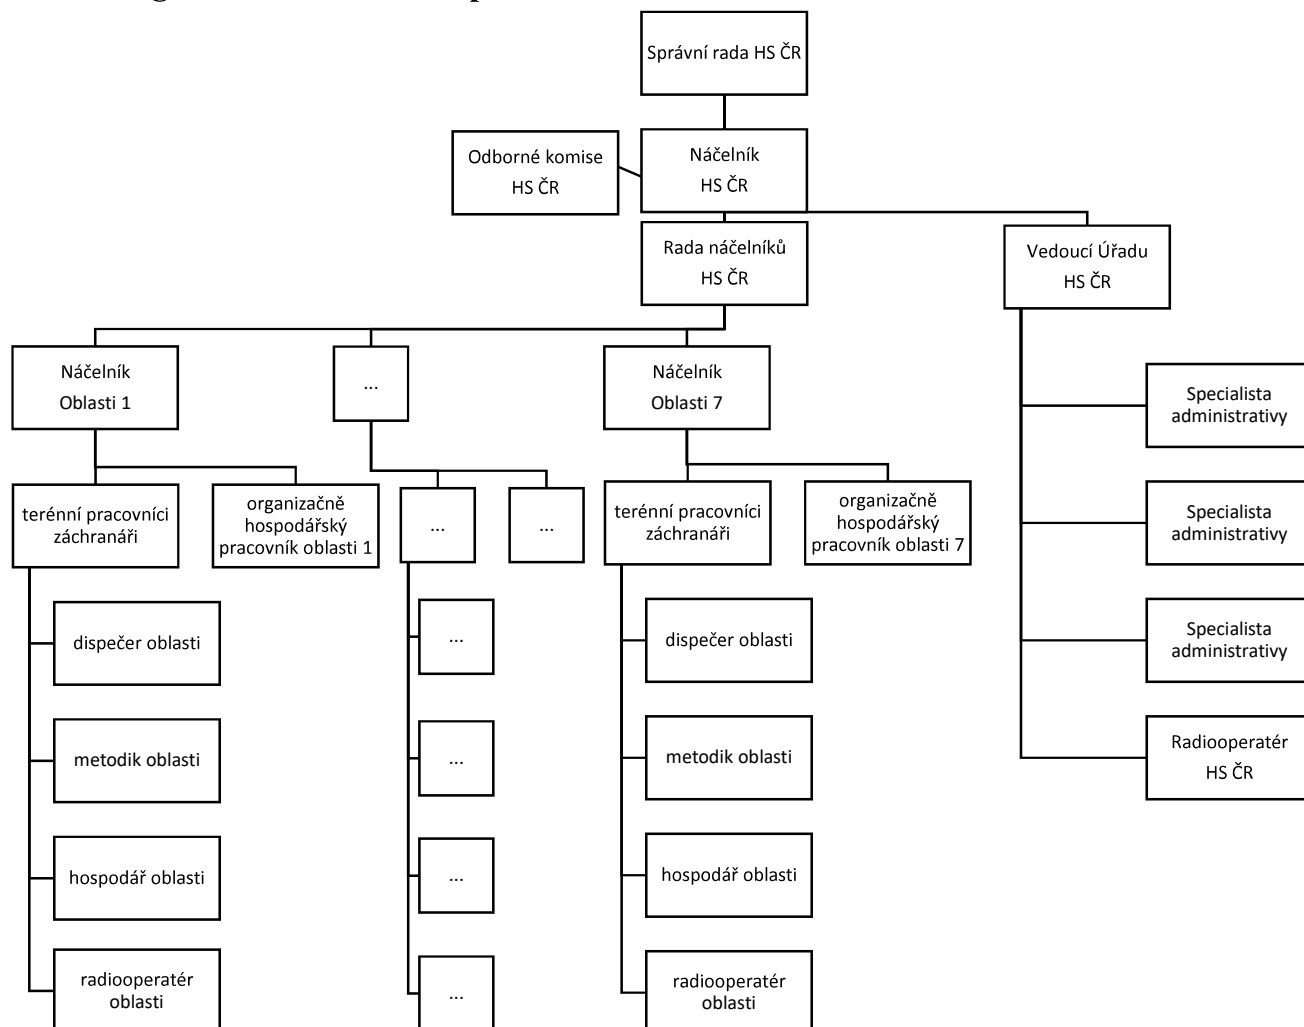 Správní rada HS ČR
Odborné komise
HS ČR
Náčelník
HS ČR
Rada náčelníků
HS ČR
Vedoucí Úřadu
HS ČR
Náčelník
Oblasti 1
...
Náčelník
Oblasti 7
Specialista
administrativy
terénní pracovníci
záchranáři
organizačně
hospodářský
pracovník oblasti 1
...
...
terénní pracovníci
záchranáři
organizačně
hospodářský
pracovník oblasti 7
Specialista
administrativy
dispečer oblasti
...
dispečer oblasti
Specialista
administrativy
metodik oblasti
...
metodik oblasti
Radiooperatér
HS ČR
hospodář oblasti
...
hospodář oblasti
radiooperatér
oblasti
...
radiooperatér
oblasti